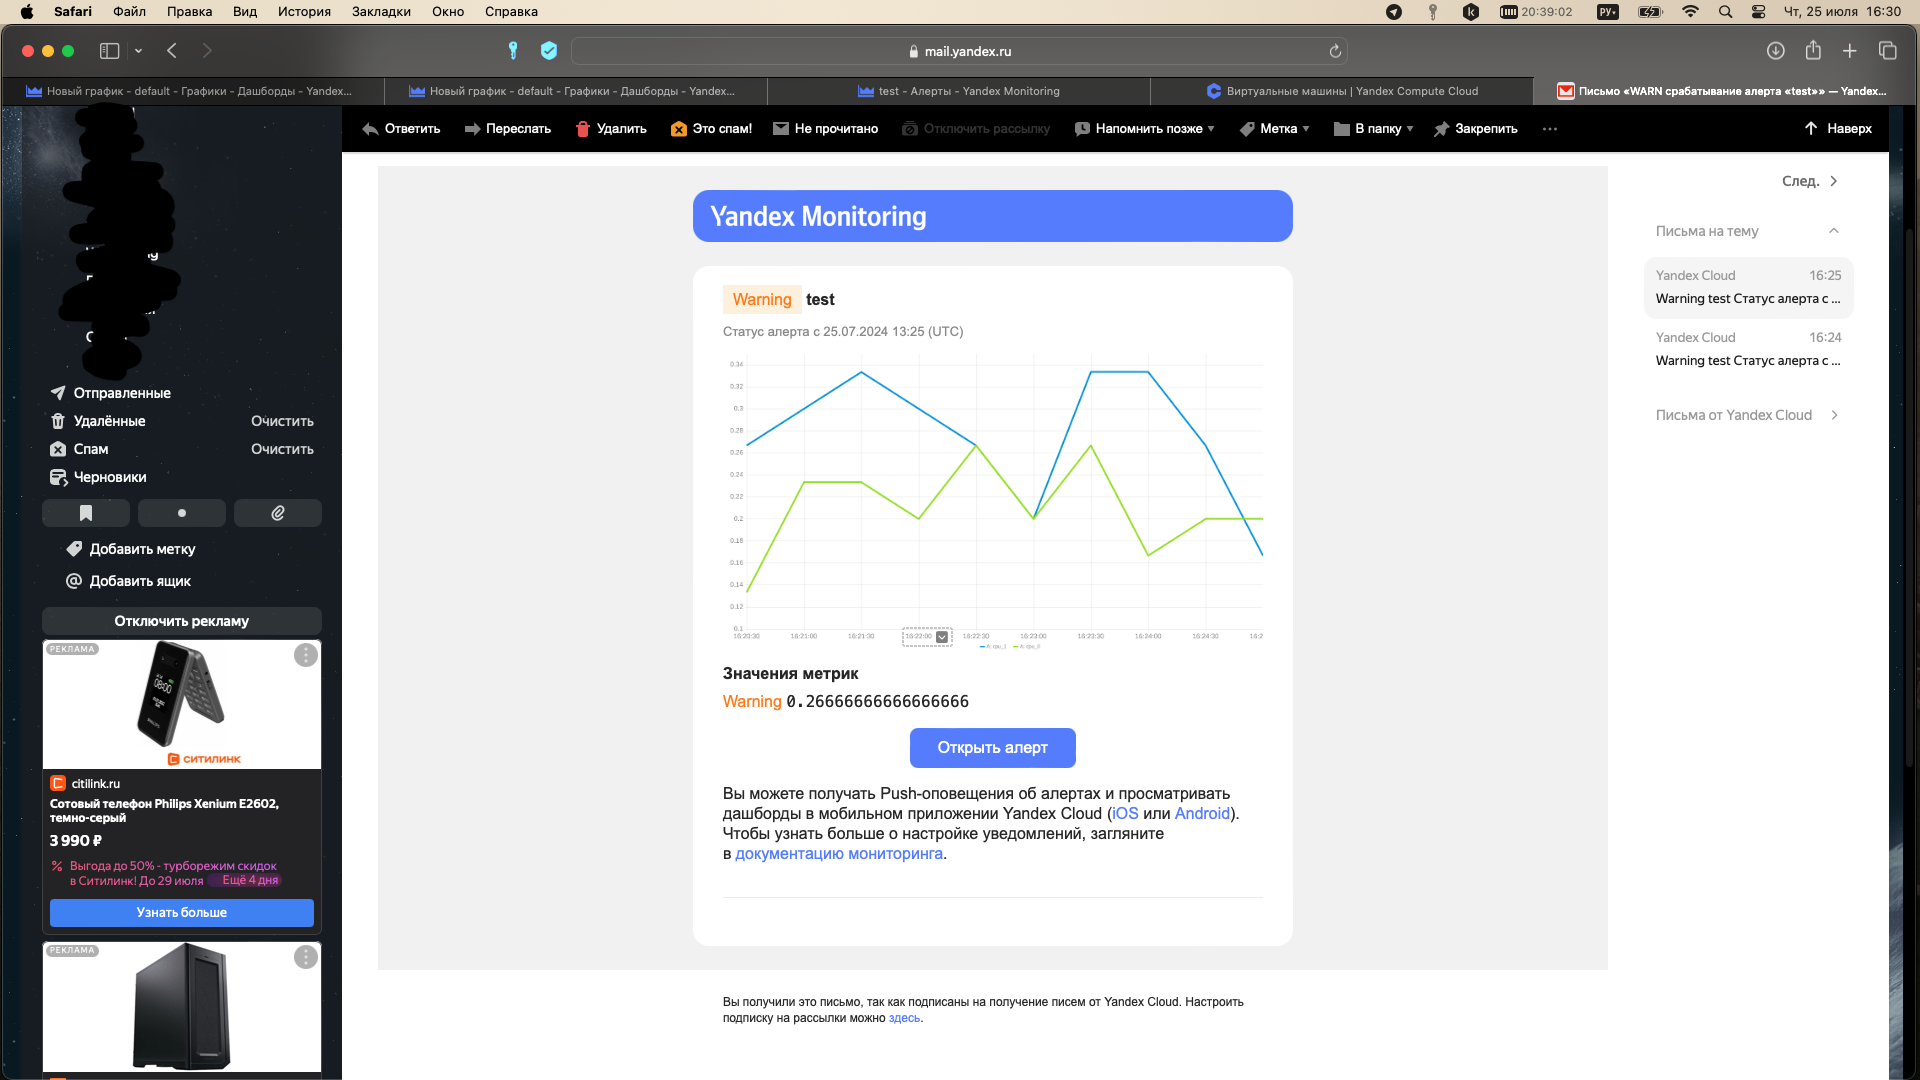 Safari Файл Правка Вид История Закладки Окно Справка 20:39:02 РУ Чт, 25 июля 16:30
mail.yandex.ru
Новый график - default - Графики - Дашборды - Yandex...
Новый график - default - Графики - Дашборды - Yandex...
test - Алерты - Yandex Monitoring
Виртуальные машины | Yandex Compute Cloud
Письмо «WARN срабатывание алерта «test»» — Yandex...
Ответить Переслать Удалить Это спам! Не прочитано Отключить рассылку Напомнить позже Метка В папку Закрепить ... Наверх
Отправленные
Удалённые Очистить
Спам Очистить
Черновики
Добавить метку
Добавить ящик
Отключить рекламу
РЕКЛАМА
08:00
PHILIPS
СИТИЛИНК
citilink.ru
Сотовый телефон Philips Xenium E2602,
темно-серый
3 990 ₽
% Выгода до 50% - турборежим скидок
в Ситилинк! До 29 июля Ещё 4 дня
Узнать больше
РЕКЛАМА
Yandex Monitoring
Warning test
Статус алерта с 25.07.2024 13:25 (UTC)
0.34
0.32
0.3
0.28
0.26
0.24
0.22
0.2
0.18
0.16
0.14
0.12
0.1
16:20:30 16:21:00 16:21:30 16:22:00 16:22:30 16:23:00 16:23:30 16:24:00 16:24:30 16:2
Значения метрик
Warning 0.26666666666666666
Открыть алерт
Вы можете получать Push-оповещения об алертах и просматривать
дашборды в мобильном приложении Yandex Cloud (iOS или Android).
Чтобы узнать больше о настройке уведомлений, загляните
в документацию мониторинга.
Вы получили это письмо, так как подписаны на получение писем от Yandex Cloud. Настроить
подписку на рассылки можно здесь.
След.
Письма на тему
Yandex Cloud 16:25
Warning test Статус алерта с ...
Yandex Cloud 16:24
Warning test Статус алерта с ...
Письма от Yandex Cloud